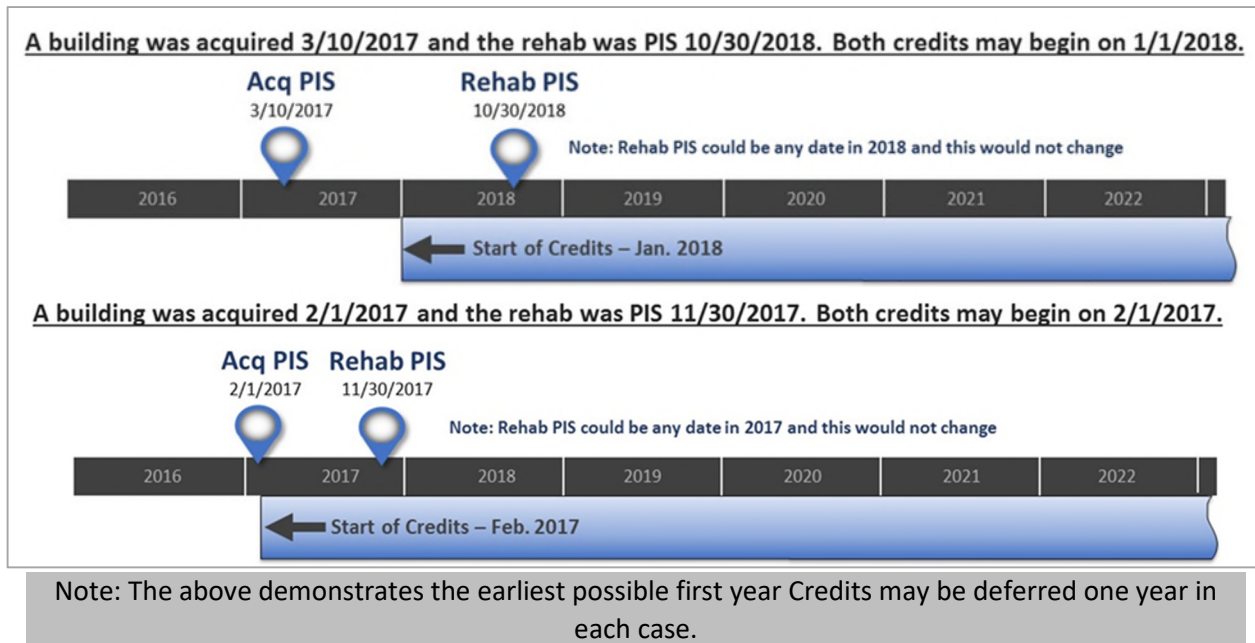 A building was acquired 3/10/2017 and the rehab was PIS 10/30/2018. Both credits may begin on 1/1/2018.
Acq PIS
3/10/2017
Rehab PIS
10/30/2018
Note: Rehab PIS could be any date in 2018 and this would not change
2016 2017 2018 2019 2020 2021 2022
Start of Credits – Jan. 2018
A building was acquired 2/1/2017 and the rehab was PIS 11/30/2017. Both credits may begin on 2/1/2017.
Acq PIS
2/1/2017
Rehab PIS
11/30/2017
Note: Rehab PIS could be any date in 2017 and this would not change
2016 2017 2018 2019 2020 2021 2022
Start of Credits – Feb. 2017
Note: The above demonstrates the earliest possible first year Credits may be deferred one year in
each case.